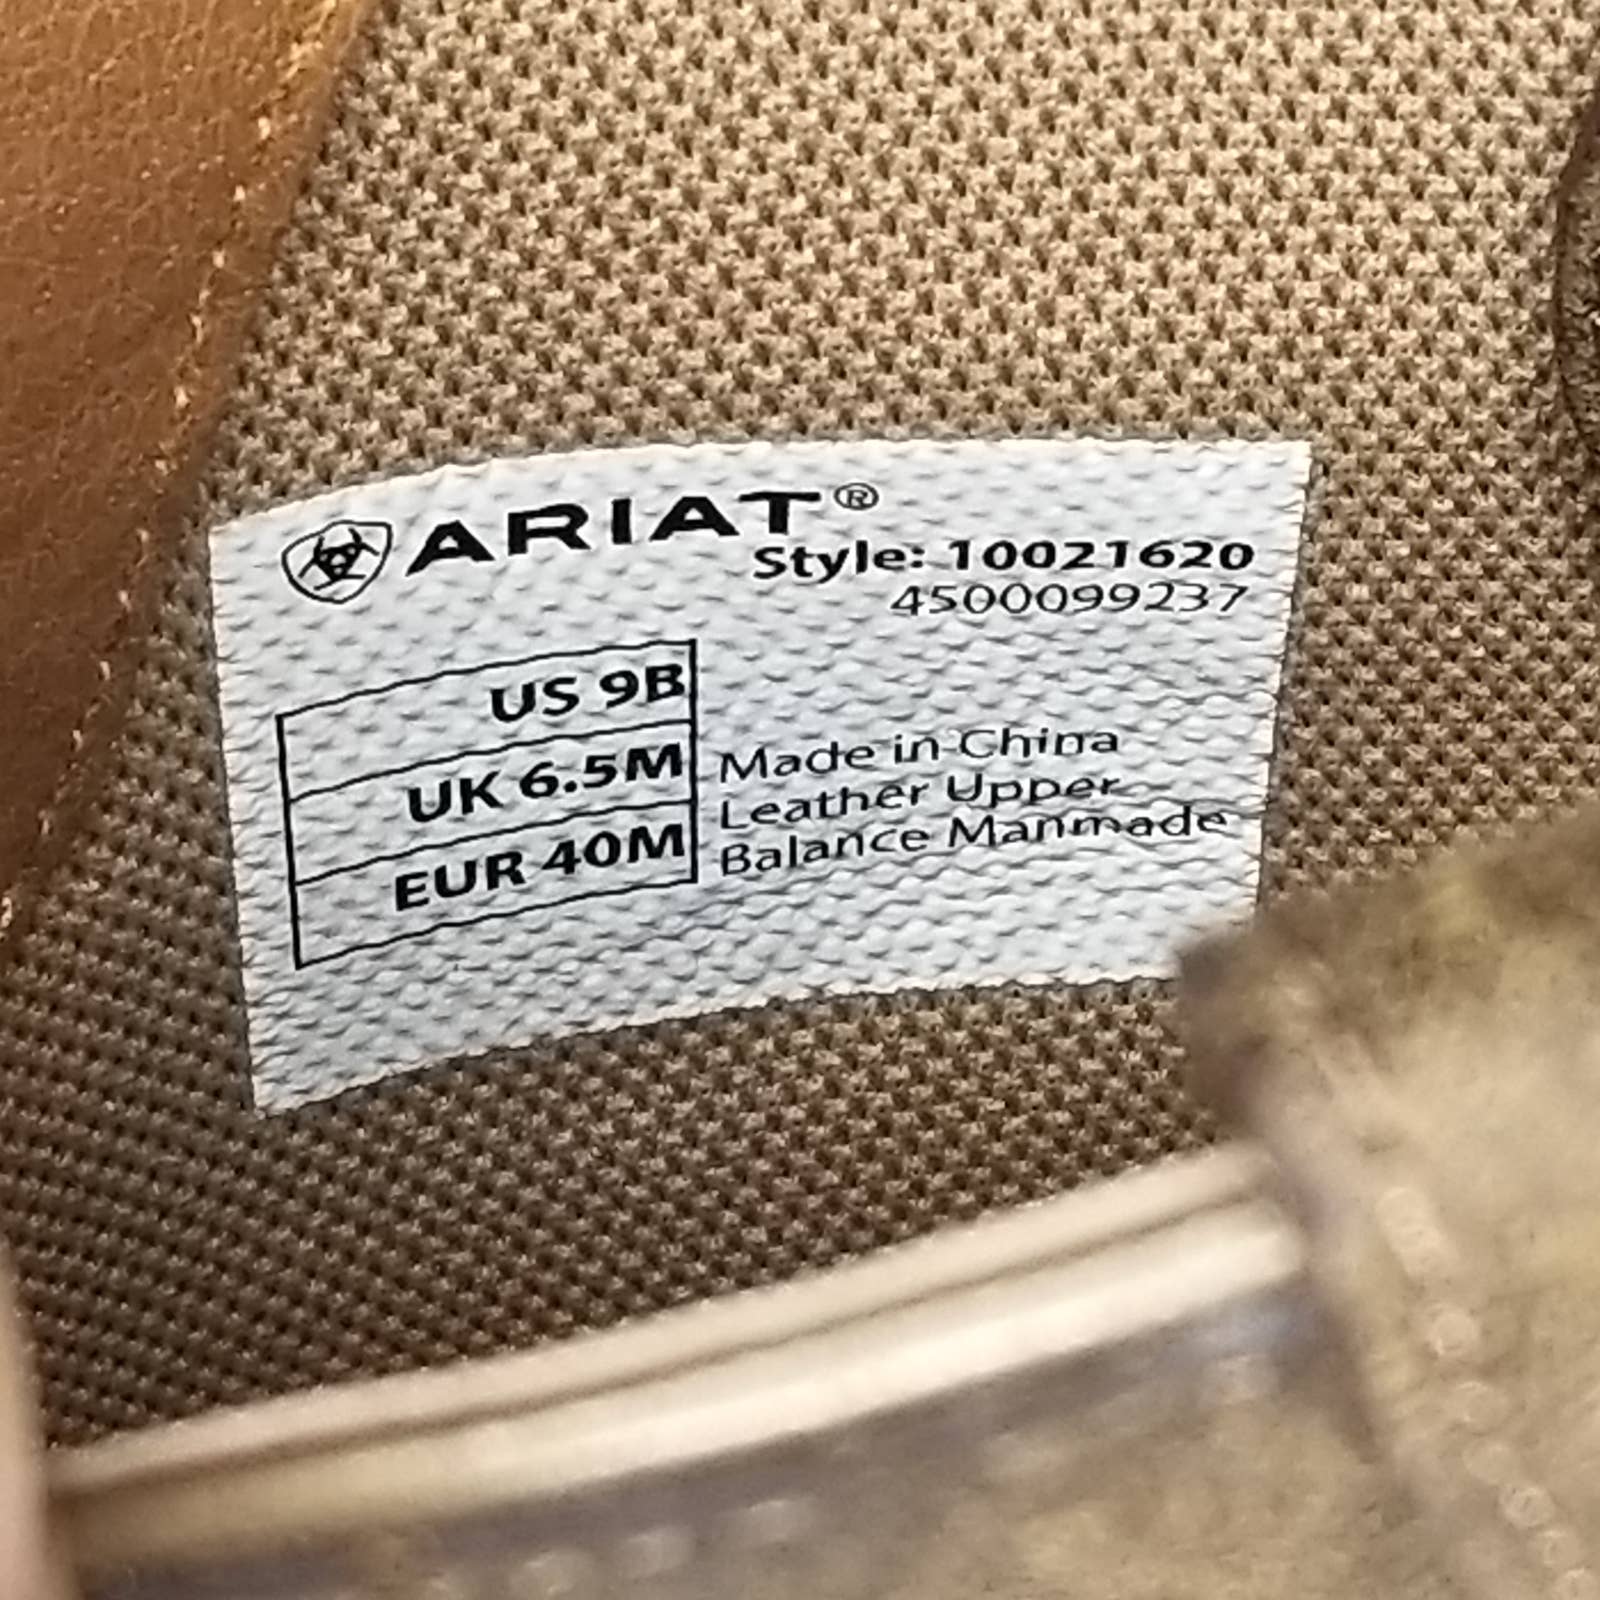 ARIAT®
Style: 10021620
4500099237
US 9B
UK 6.5M
EUR 40M
Made in China
Leather Upper
Balance Manmade